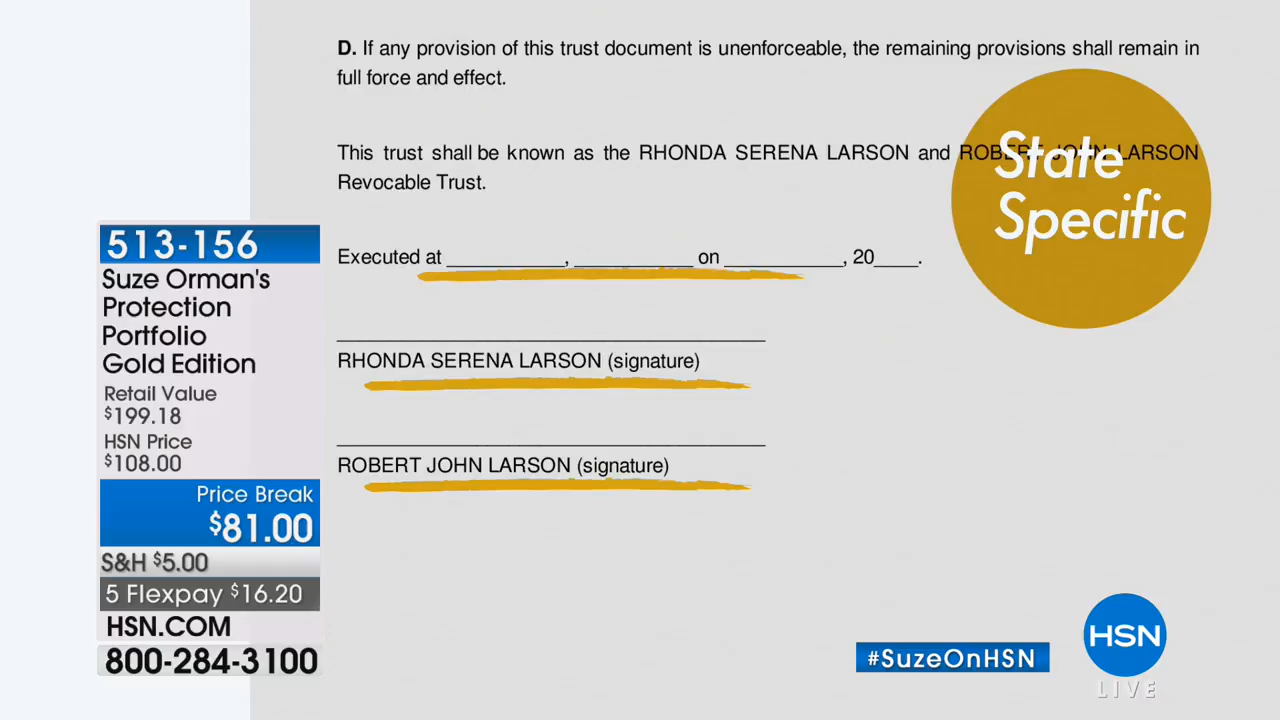 D. If any provision of this trust document is unenforceable, the remaining provisions shall remain in
full force and effect.
This trust shall be known as the RHONDA SERENA LARSON and ROBERT JOHN LARSON
Revocable Trust.
State
Specific
Executed at ___________, ___________ on ___________, 20____.
RHONDA SERENA LARSON (signature)
ROBERT JOHN LARSON (signature)
513-156
Suze Orman's
Protection
Portfolio
Gold Edition
Retail Value
$199.18
HSN Price
$108.00
Price Break
$81.00
S&H $5.00
5 Flexpay $16.20
HSN.COM
800-284-3100
#SuzeOnHSN
HSN
LIVE